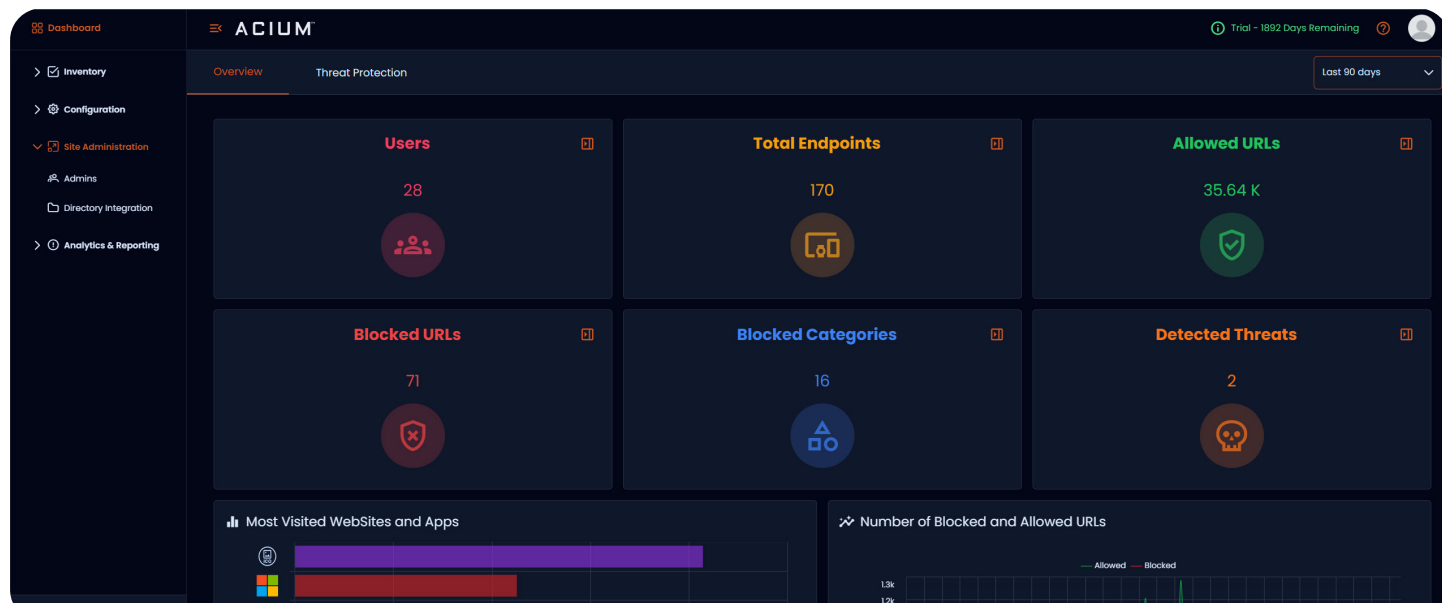 Dashboard
ACIUM™
Trial - 1892 Days Remaining
Inventory
Configuration
Site Administration
Admins
Directory Integration
Analytics & Reporting
Overview
Threat Protection
Last 90 days
Users
28
Total Endpoints
170
Allowed URLs
35.64 K
Blocked URLs
71
Blocked Categories
16
Detected Threats
2
Most Visited WebSites and Apps
Number of Blocked and Allowed URLs
Allowed
Blocked
1.3k
1.2k